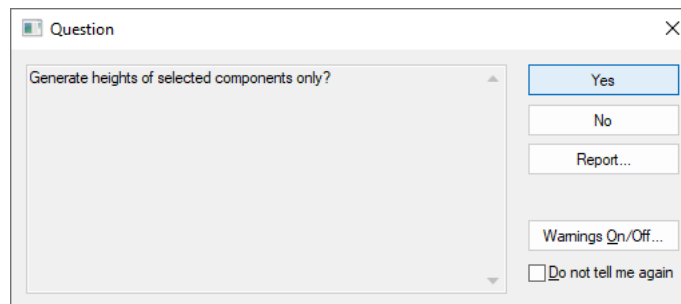 Question
Generate heights of selected components only?
Yes
No
Report...
Warnings On/Off...
Do not tell me again